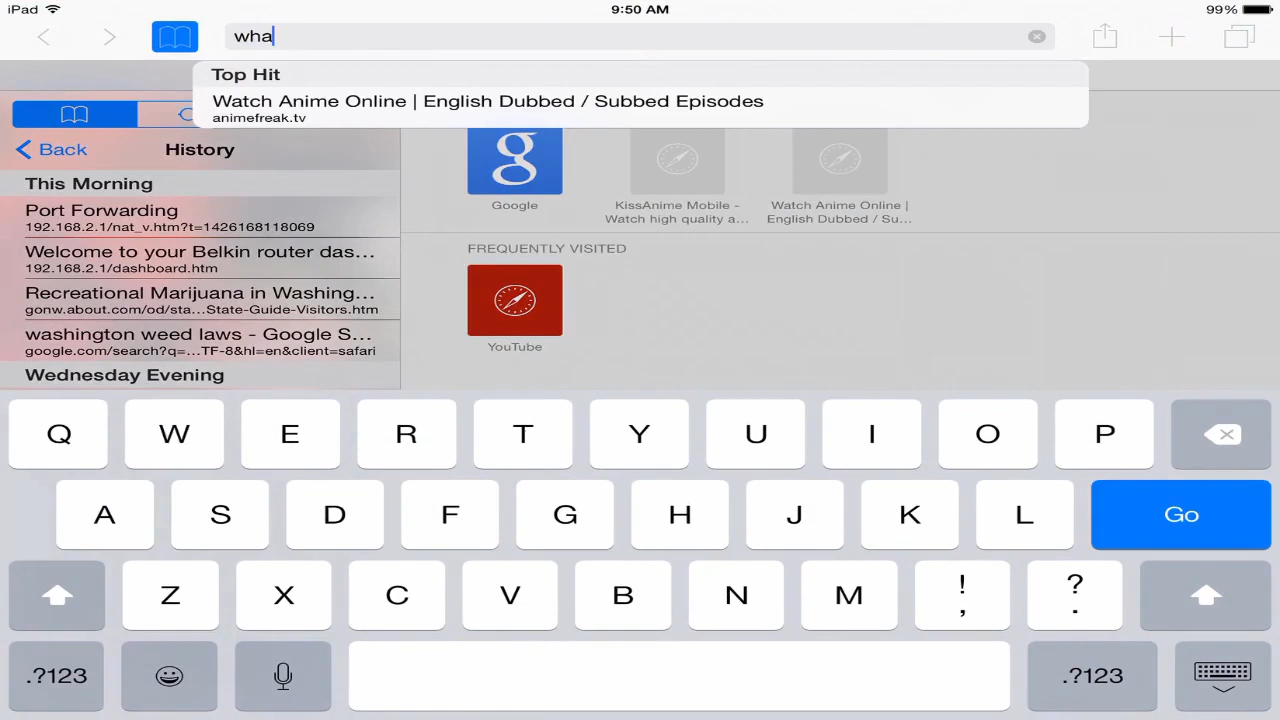 iPad
9:50 AM
99%
wha
Top Hit
Watch Anime Online | English Dubbed / Subbed Episodes
animefreak.tv
Back
History
This Morning
Port Forwarding
192.168.2.1/nat_v.htm?t=1426168118069
Welcome to your Belkin router das...
192.168.2.1/dashboard.htm
Recreational Marijuana in Washing...
gonw.about.com/od/sta...State-Guide-Visitors.htm
washington weed laws - Google S...
google.com/search?q=...TF-8&hl=en&client=safari
Wednesday Evening
g
Google
KissAnime Mobile -
Watch high quality a...
Watch Anime Online |
English Dubbed / Su...
FREQUENTLY VISITED
YouTube
Q W E R T Y U I O P
A S D F G H J K L Go
Z X C V B N M ! , ? .
.?123 .?123